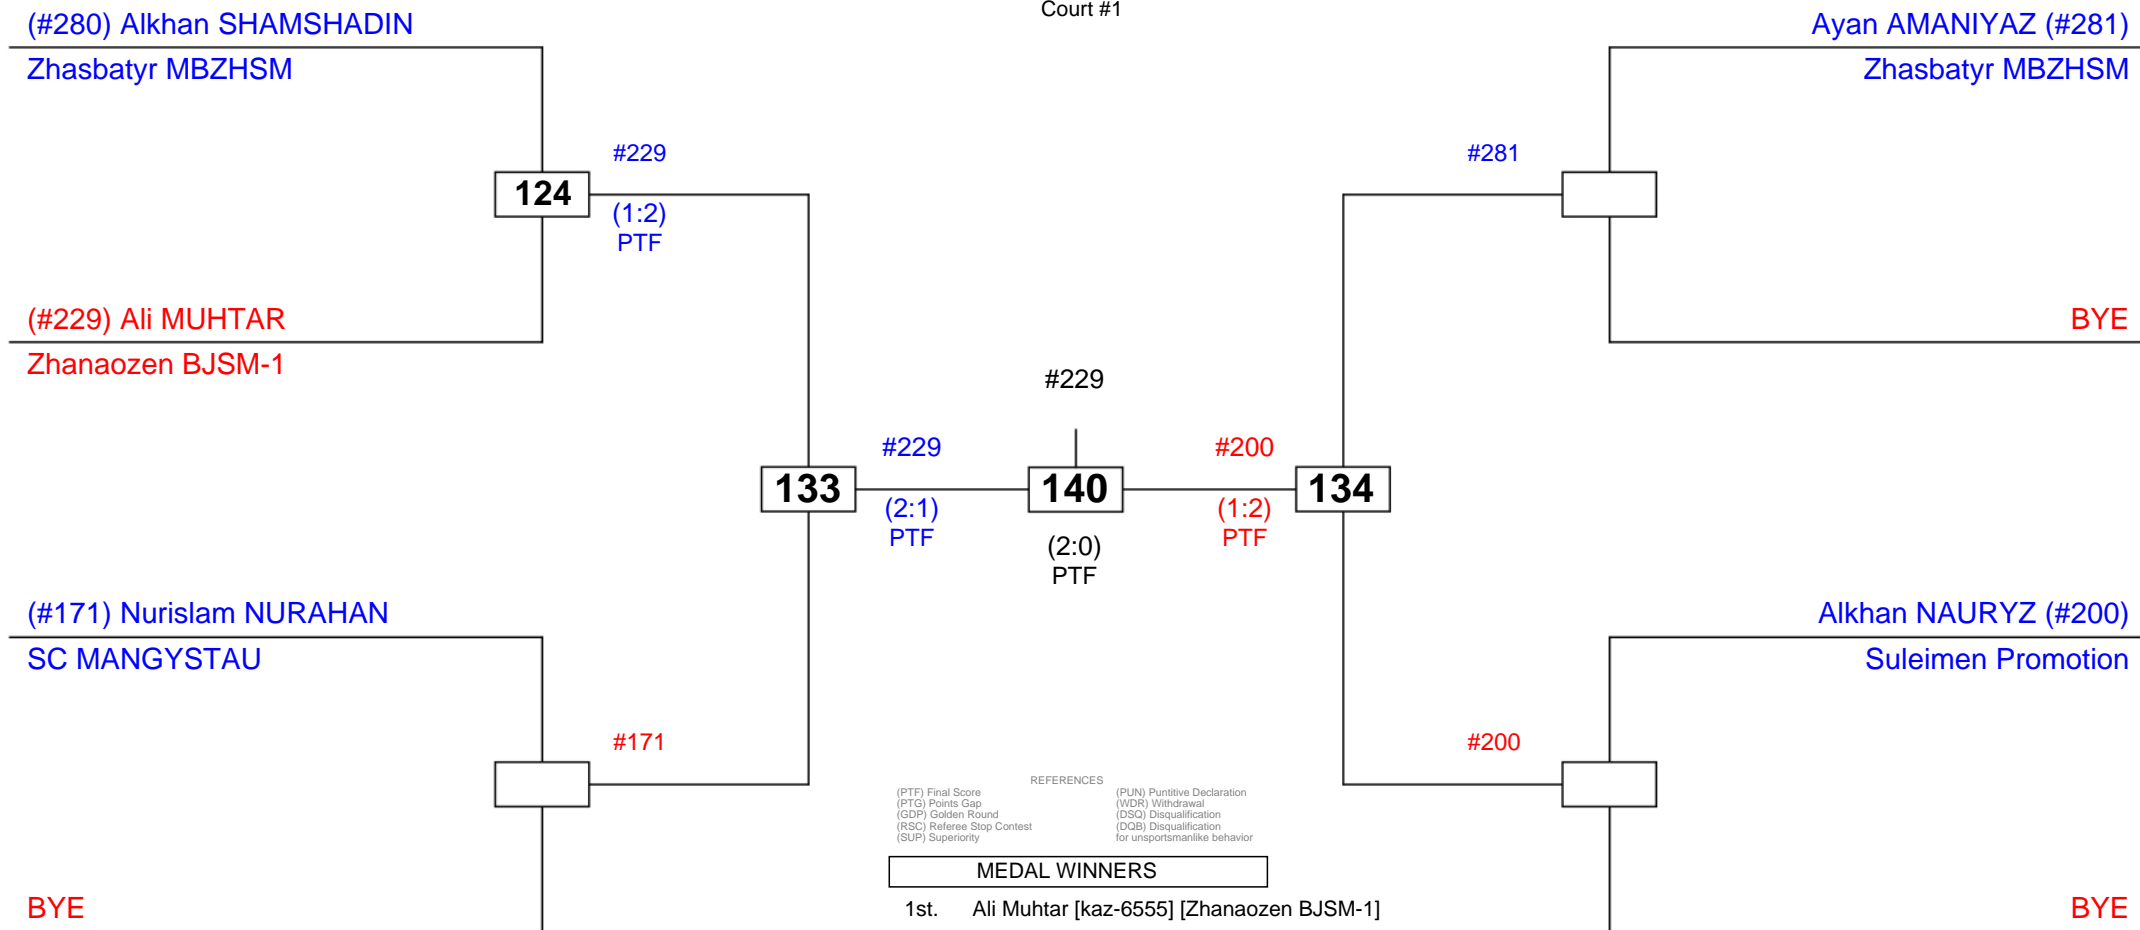 Court #1
(#280) Alkhan SHAMSHADIN
Zhasbatyr MBZHSM
Ayan AMANIYAZ (#281)
Zhasbatyr MBZHSM
#229
124
(1:2)
PTF
#281
(#229) Ali MUHTAR
Zhanaozen BJSM-1
BYE
#229
#229
133
(2:1)
PTF
140
(2:0)
PTF
#200
134
(1:2)
PTF
(#171) Nurislam NURAHAN
SC MANGYSTAU
Alkhan NAURYZ (#200)
Suleimen Promotion
#171
#200
REFERENCES
(PTF) Final Score
(PTG) Points Gap
(GDP) Golden Round
(RSC) Referee Stop Contest
(SUP) Superiority
(PUN) Puntitive Declaration
(WDR) Withdrawal
(DSQ) Disqualification
(DQB) Disqualification
for unsportsmanlike behavior
MEDAL WINNERS
BYE
1st. Ali Muhtar [kaz-6555] [Zhanaozen BJSM-1]
BYE